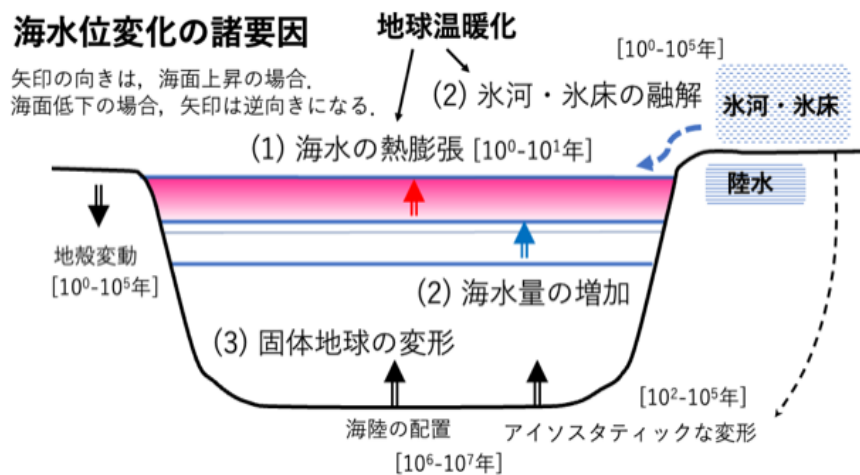 海水位変化の諸要因
地球温暖化
[10⁰-10⁵年]
矢印の向きは，海面上昇の場合．
海面低下の場合，矢印は逆向きになる．
(2) 氷河・氷床の融解
氷河・氷床
(1) 海水の熱膨張 [10⁰-10¹年]
陸水
地殻変動
[10⁰-10⁵年]
(2) 海水量の増加
(3) 固体地球の変形
[10²-10⁵年]
海陸の配置
アイソスタティックな変形
[10⁶-10⁷年]